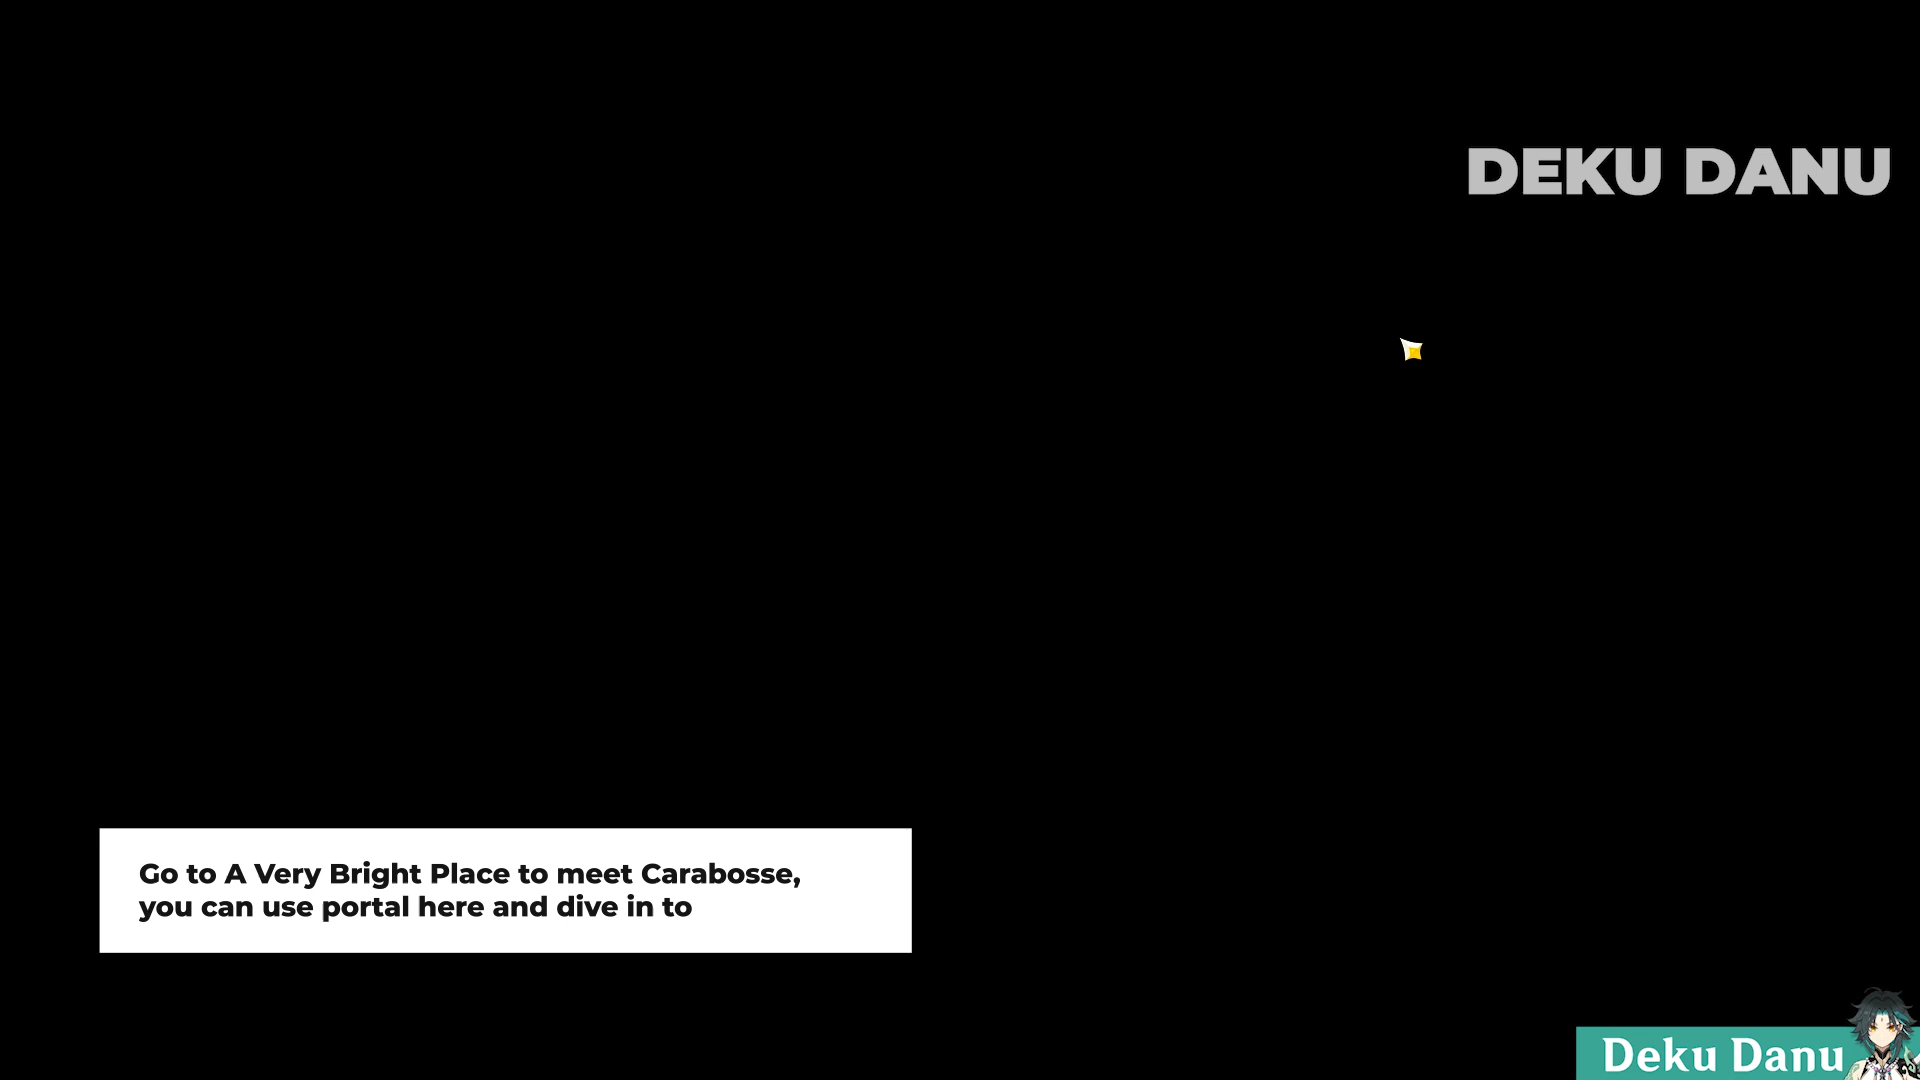 DEKU DANU
Go to A Very Bright Place to meet Carabosse,
you can use portal here and dive in to
Deku Danu